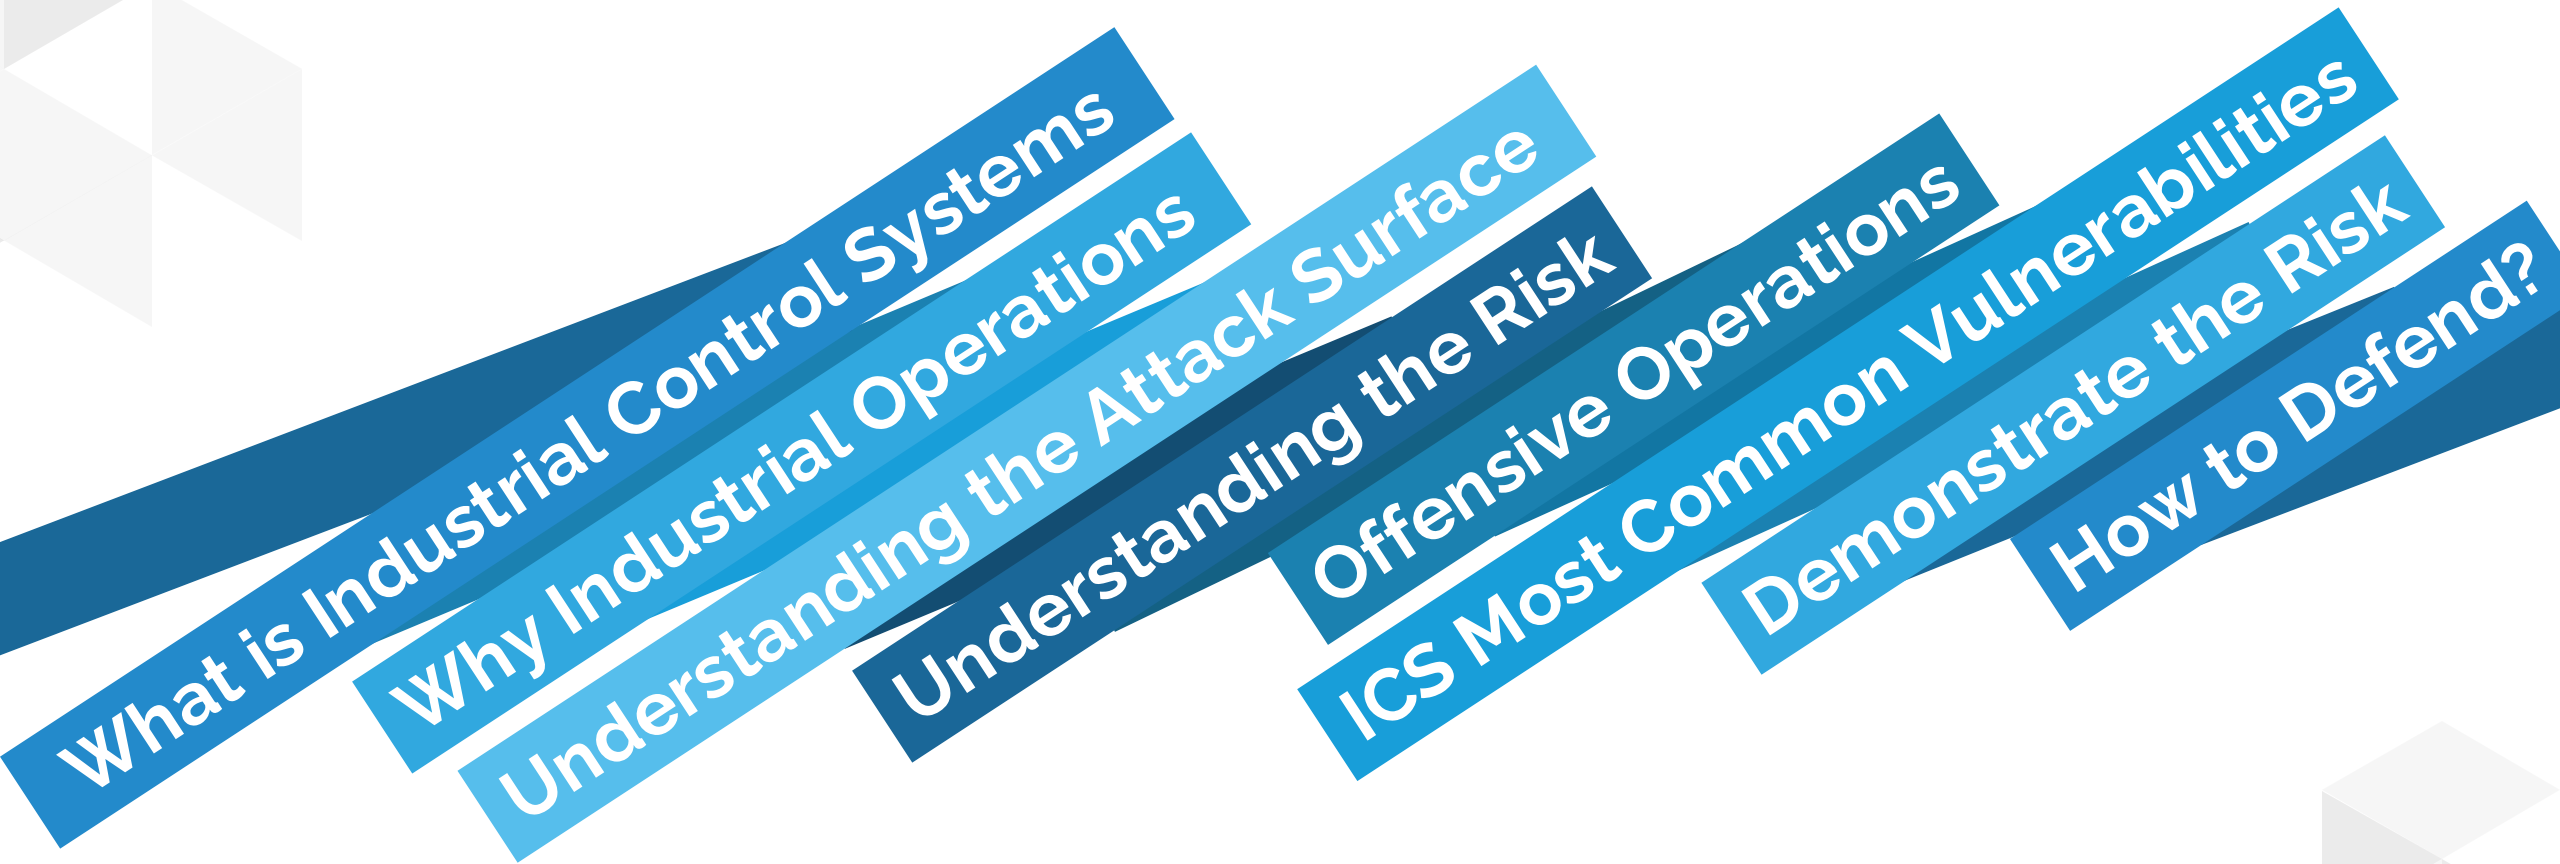 What is Industrial Control Systems
Why Industrial Operations
Understanding the Attack Surface
Understanding the Risk
Offensive Operations
ICS Most Common Vulnerabilities
Demonstrate the Risk
How to Defend?